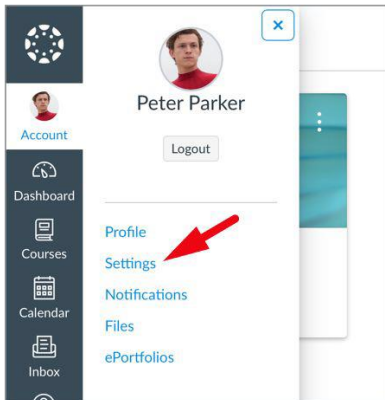 Peter Parker
Logout
Account
Dashboard
Courses
Calendar
Inbox
Profile
Settings
Notifications
Files
ePortfolios